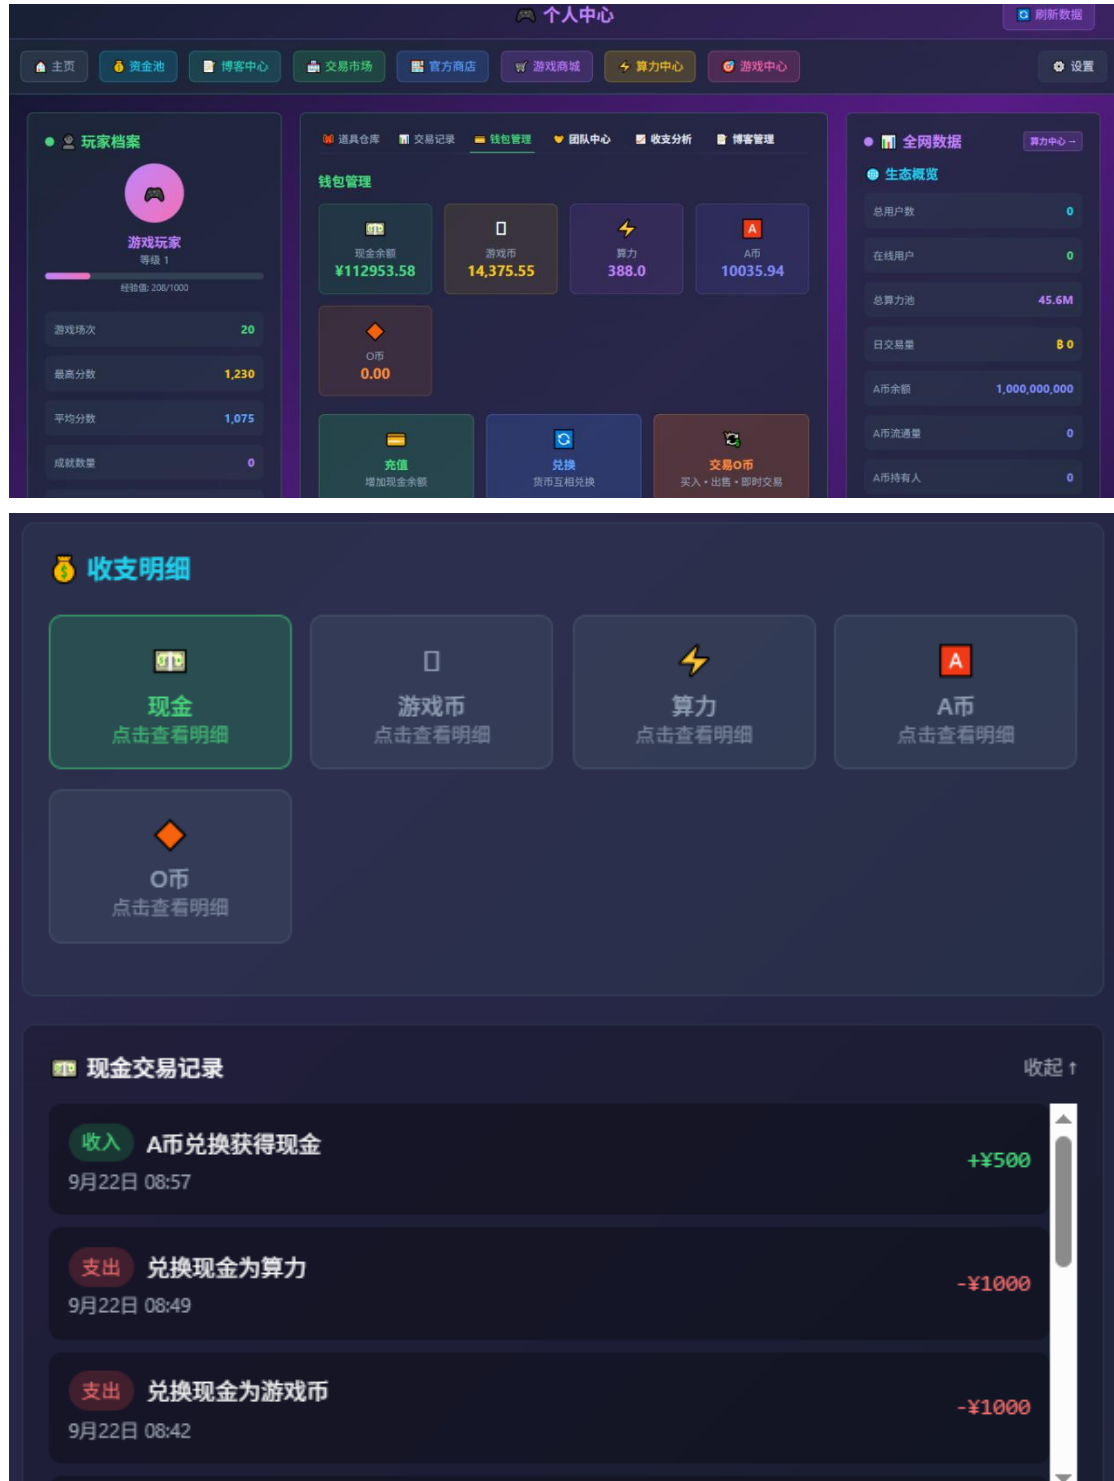 个人中心
刷新数据
主页
资金池
博客中心
交易市场
官方商店
游戏商城
算力中心
游戏中心
设置
玩家档案
游戏玩家
等级 1
经验值: 208/1000
游戏场次 20
最高分数 1,230
平均分数 1,075
成就数量 0
道具仓库
交易记录
钱包管理
团队中心
收支分析
博客管理
钱包管理
现金余额
¥112953.58
游戏币
14,375.55
算力
388.0
A
A币
10035.94
O币
0.00
充值
增加现金余额
兑换
货币互相兑换
交易O币
买入・出售・即时交易
全网数据
算力中心→
生态概览
总用户数 0
在线用户 0
总算力池 45.6M
日交易量 ฿ 0
A币余额 1,000,000,000
A币流通量 0
A币持有人 0
收支明细
现金
点击查看明细
游戏币
点击查看明细
算力
点击查看明细
A
A币
点击查看明细
O币
点击查看明细
现金交易记录
收起 ↑
收入 A币兑换获得现金
9月22日 08:57
+¥500
支出 兑换现金为算力
9月22日 08:49
-¥1000
支出 兑换现金为游戏币
9月22日 08:42
-¥1000